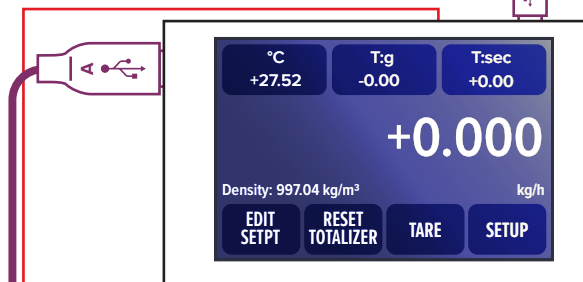 A
°C
+27.52
T:g
-0.00
T:sec
+0.00
+0.000
Density: 997.04 kg/m³
kg/h
EDIT
SETPT
RESET
TOTALIZER
TARE
SETUP